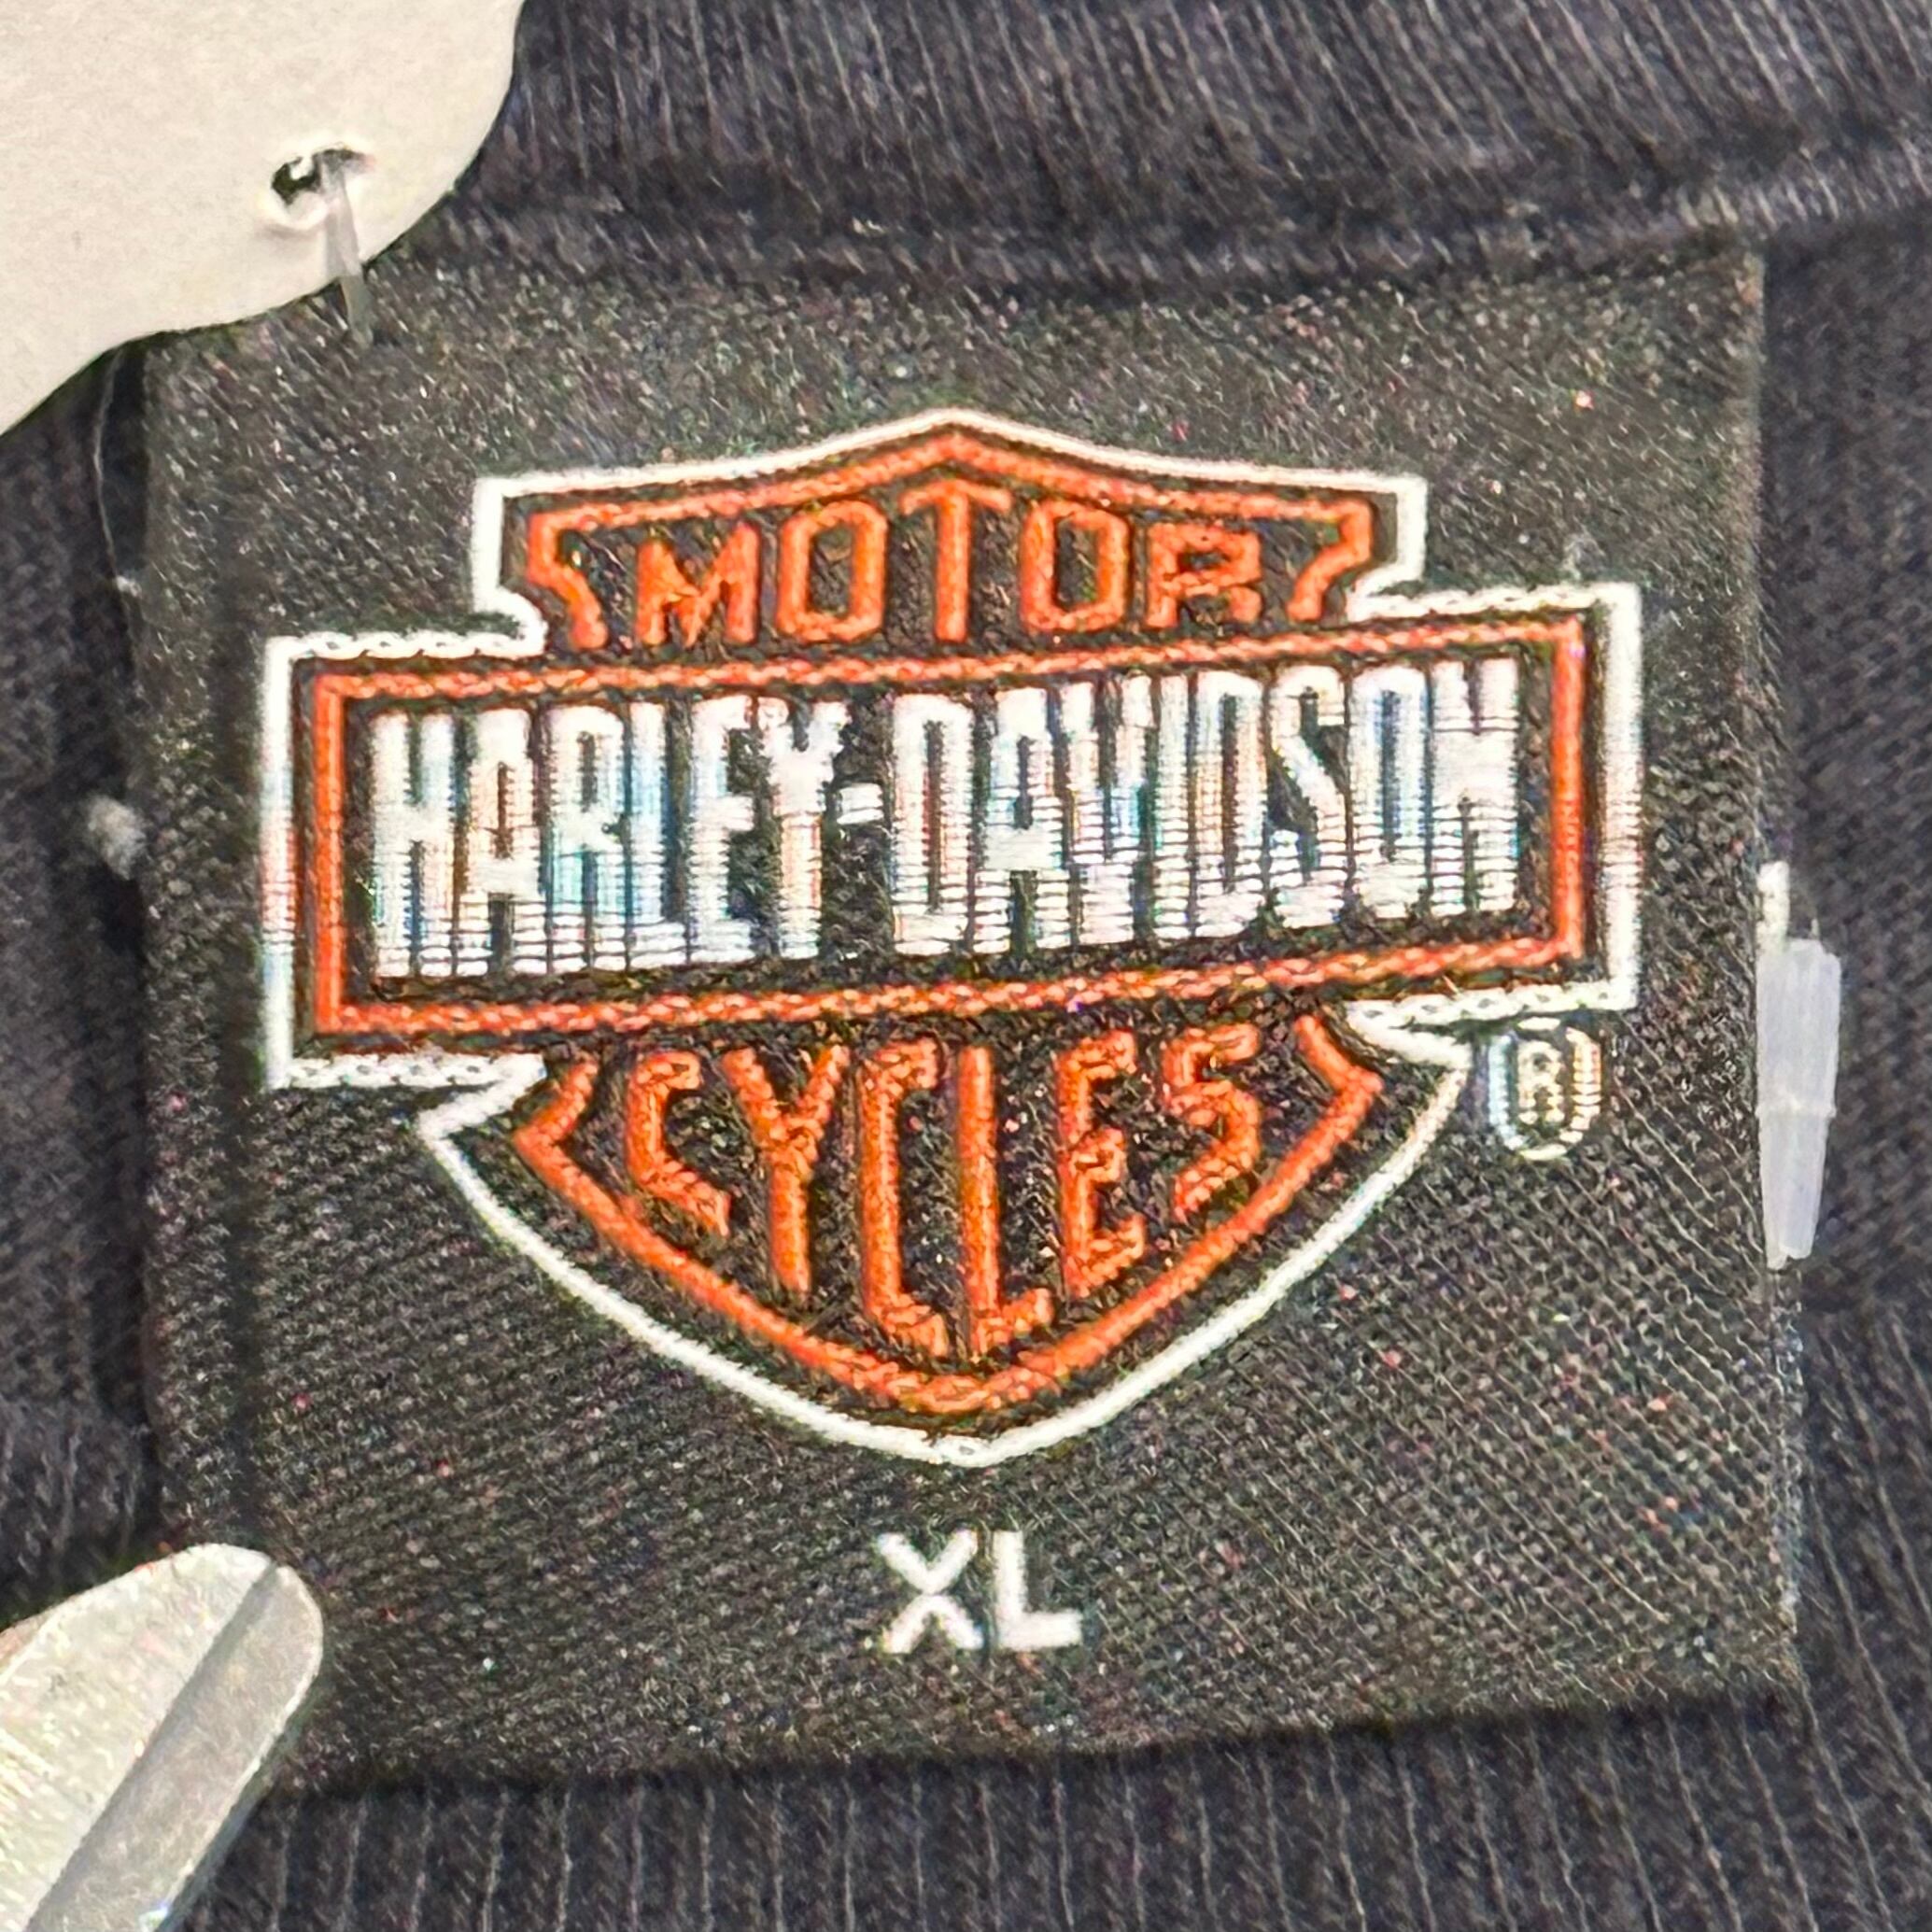 MOTOR
HARLEY-DAVIDSON
CYCLES
®
XL